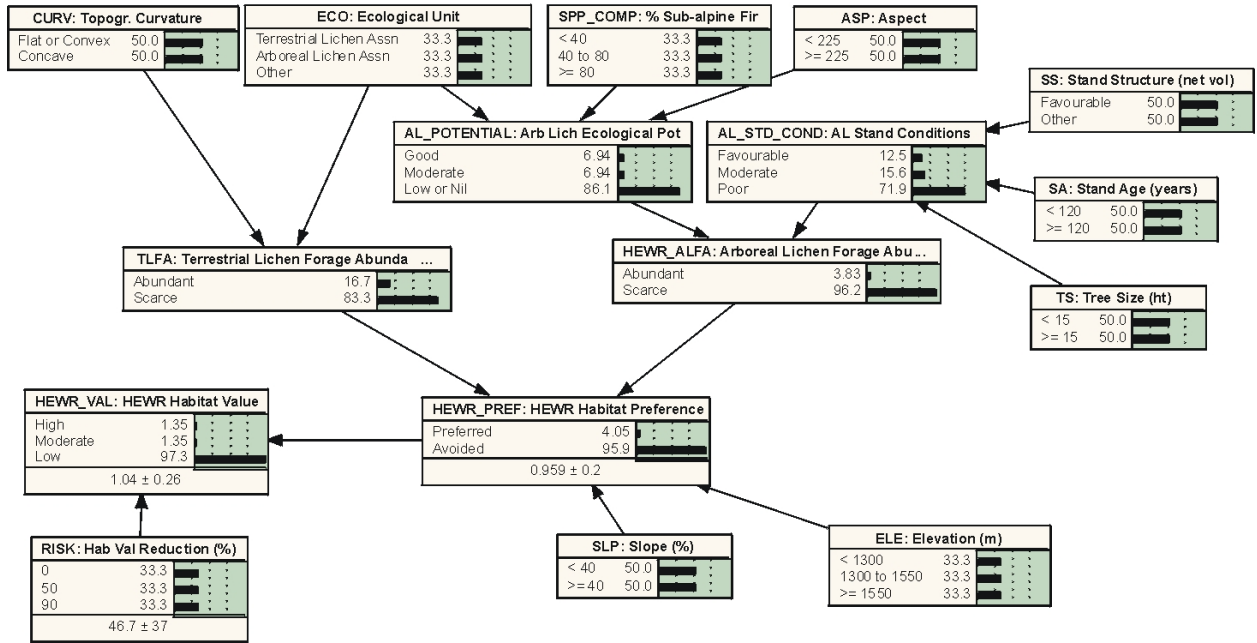 CURV: Topogr. Curvature
Flat or Convex 50.0
Concave 50.0
ECO: Ecological Unit
Terrestrial Lichen Assn 33.3
Arboreal Lichen Assn 33.3
Other 33.3
SPP_COMP: % Sub-alpine Fir
< 40 33.3
40 to 80 33.3
>= 80 33.3
ASP: Aspect
< 225 50.0
>= 225 50.0
SS: Stand Structure (net vol)
Favourable 50.0
Other 50.0
AL_POTENTIAL: Arb Lich Ecological Pot
Good 6.94
Moderate 6.94
Low or Nil 86.1
AL_STD_COND: AL Stand Conditions
Favourable 12.5
Moderate 15.6
Poor 71.9
SA: Stand Age (years)
< 120 50.0
>= 120 50.0
TLFA: Terrestrial Lichen Forage Abunda ...
Abundant 16.7
Scarce 83.3
HEWR_ALFA: Arboreal Lichen Forage Abu...
Abundant 3.83
Scarce 96.2
TS: Tree Size (ht)
< 15 50.0
>= 15 50.0
HEWR_VAL: HEWR Habitat Value
High 1.35
Moderate 1.35
Low 97.3
1.04 ± 0.26
HEWR_PREF: HEWR Habitat Preference
Preferred 4.05
Avoided 95.9
0.959 ± 0.2
RISK: Hab Val Reduction (%)
0 33.3
50 33.3
90 33.3
46.7 ± 37
SLP: Slope (%)
< 40 50.0
>= 40 50.0
ELE: Elevation (m)
< 1300 33.3
1300 to 1550 33.3
>= 1550 33.3